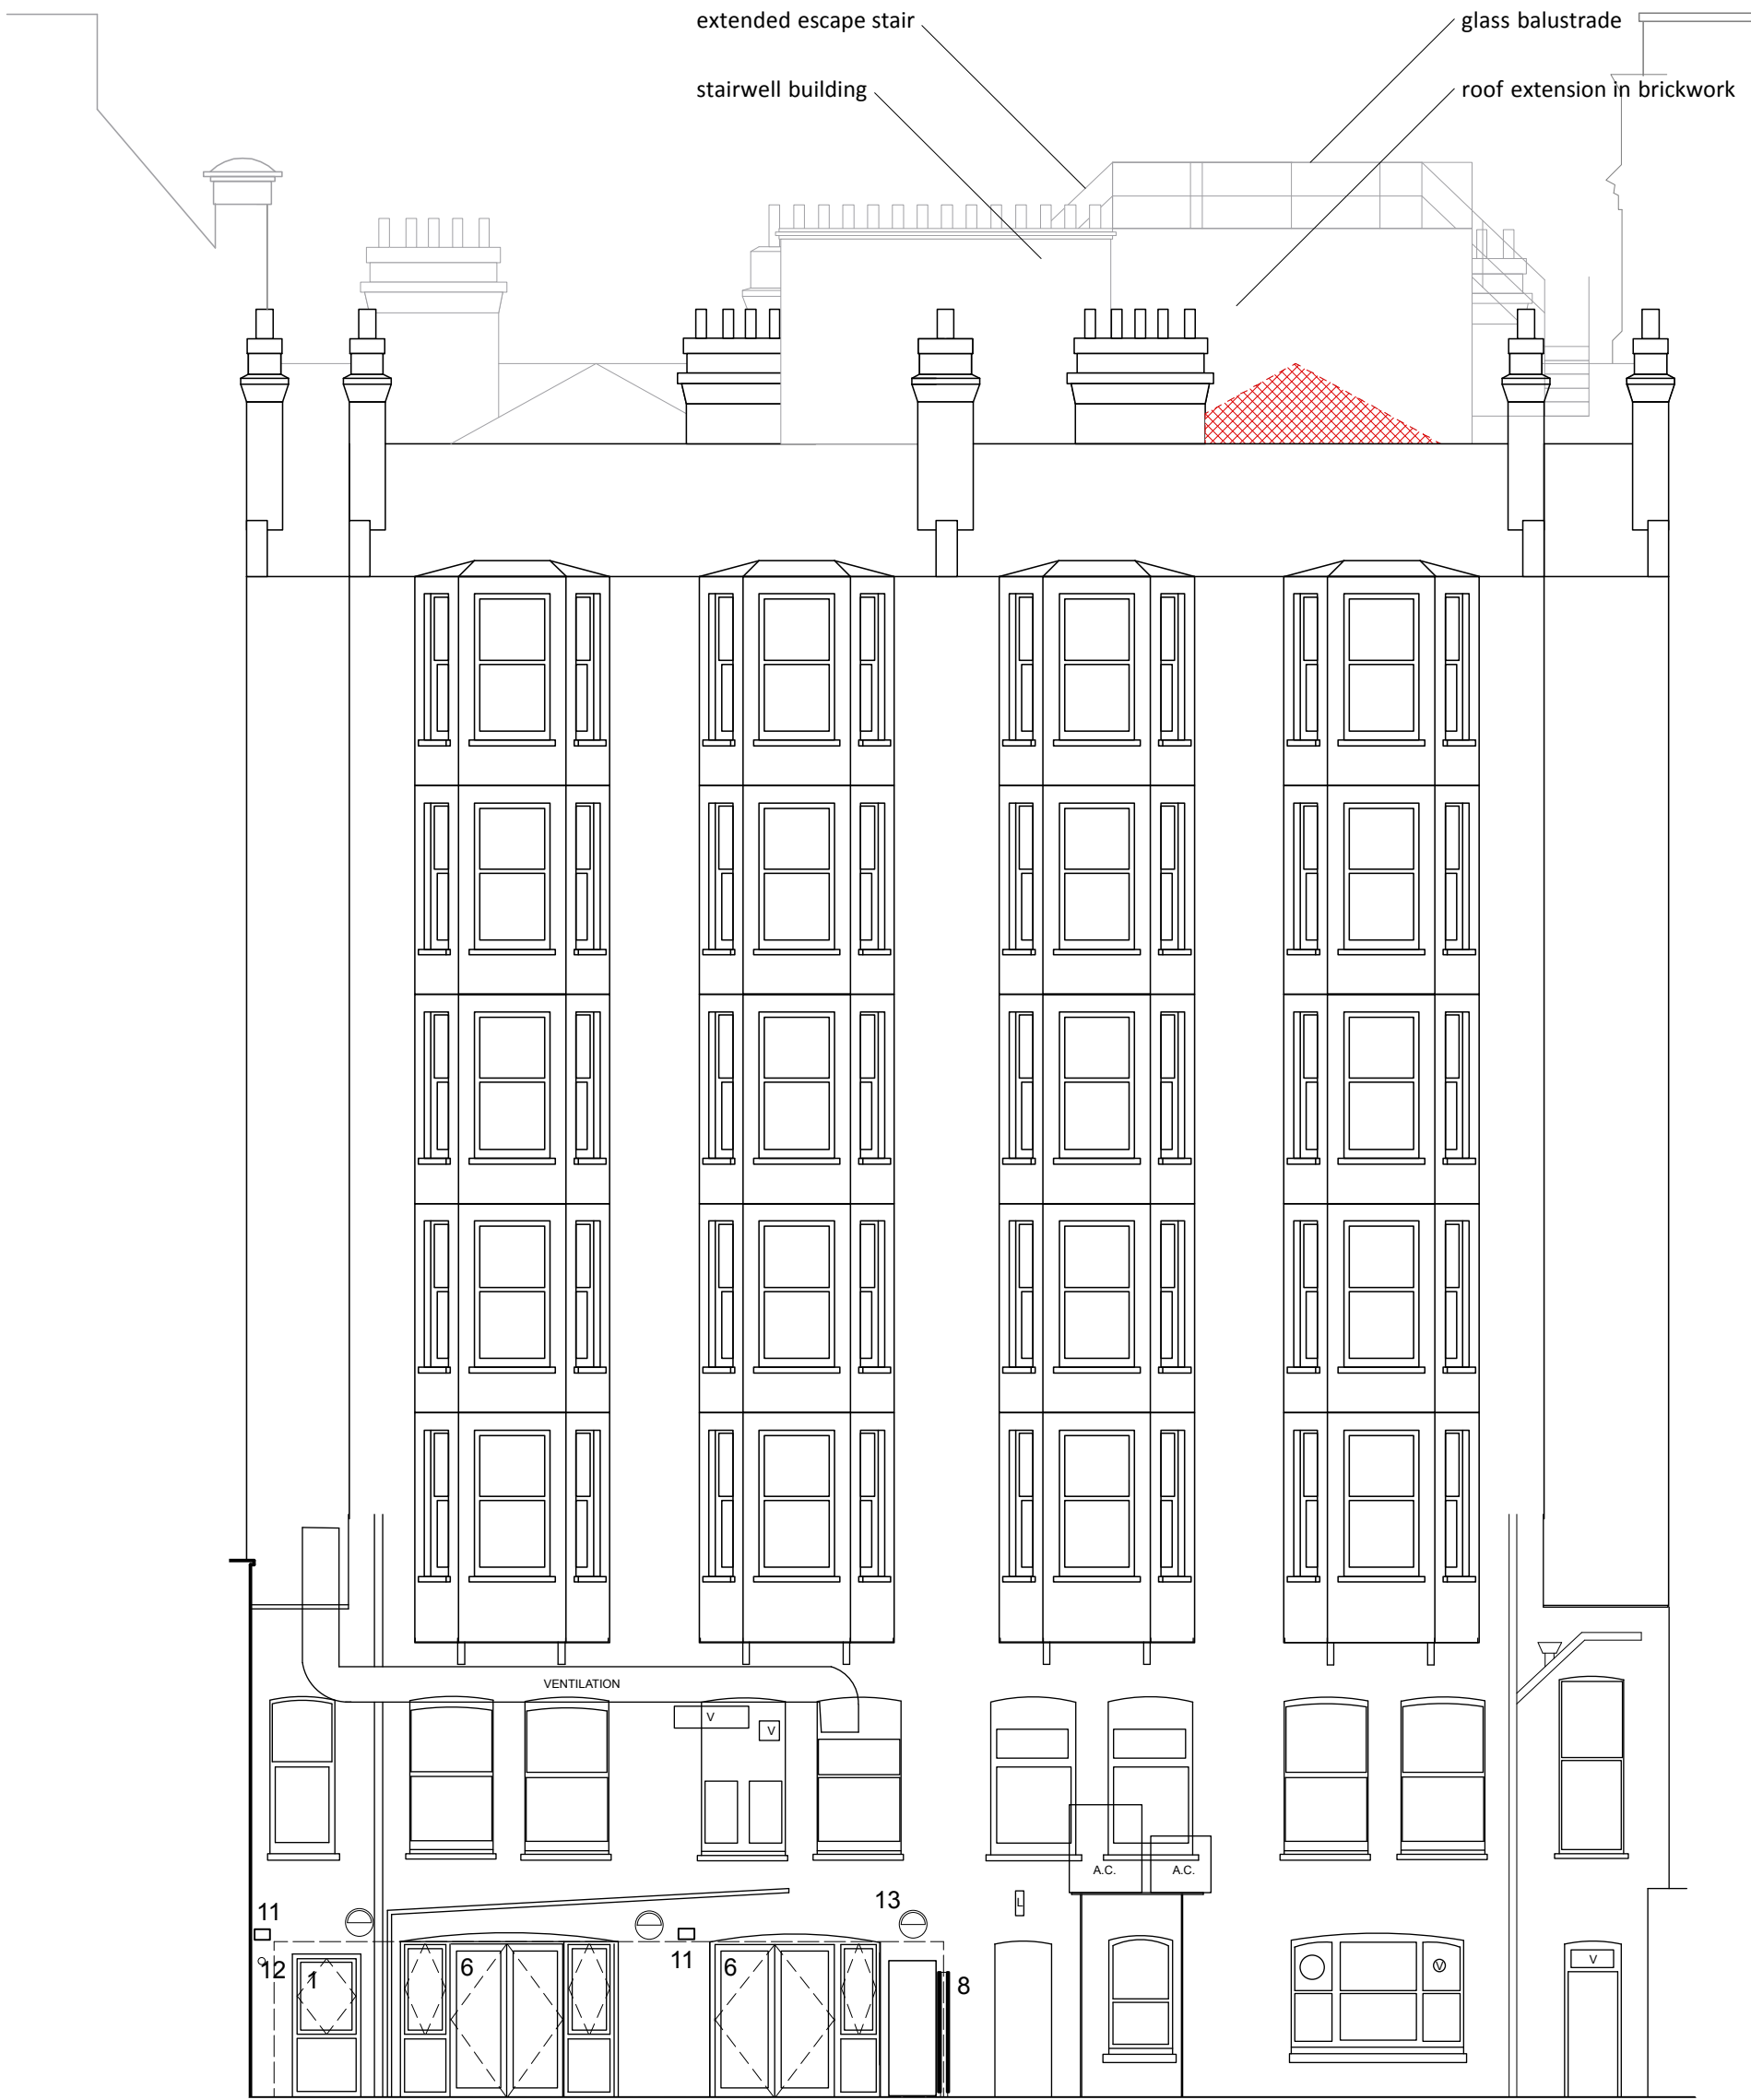 extended escape stair
glass balustrade
stairwell building
roof extension in brickwork
VENTILATION
V
V
A.C.
A.C.
13
L
11
11
12
1
6
6
8
V
V